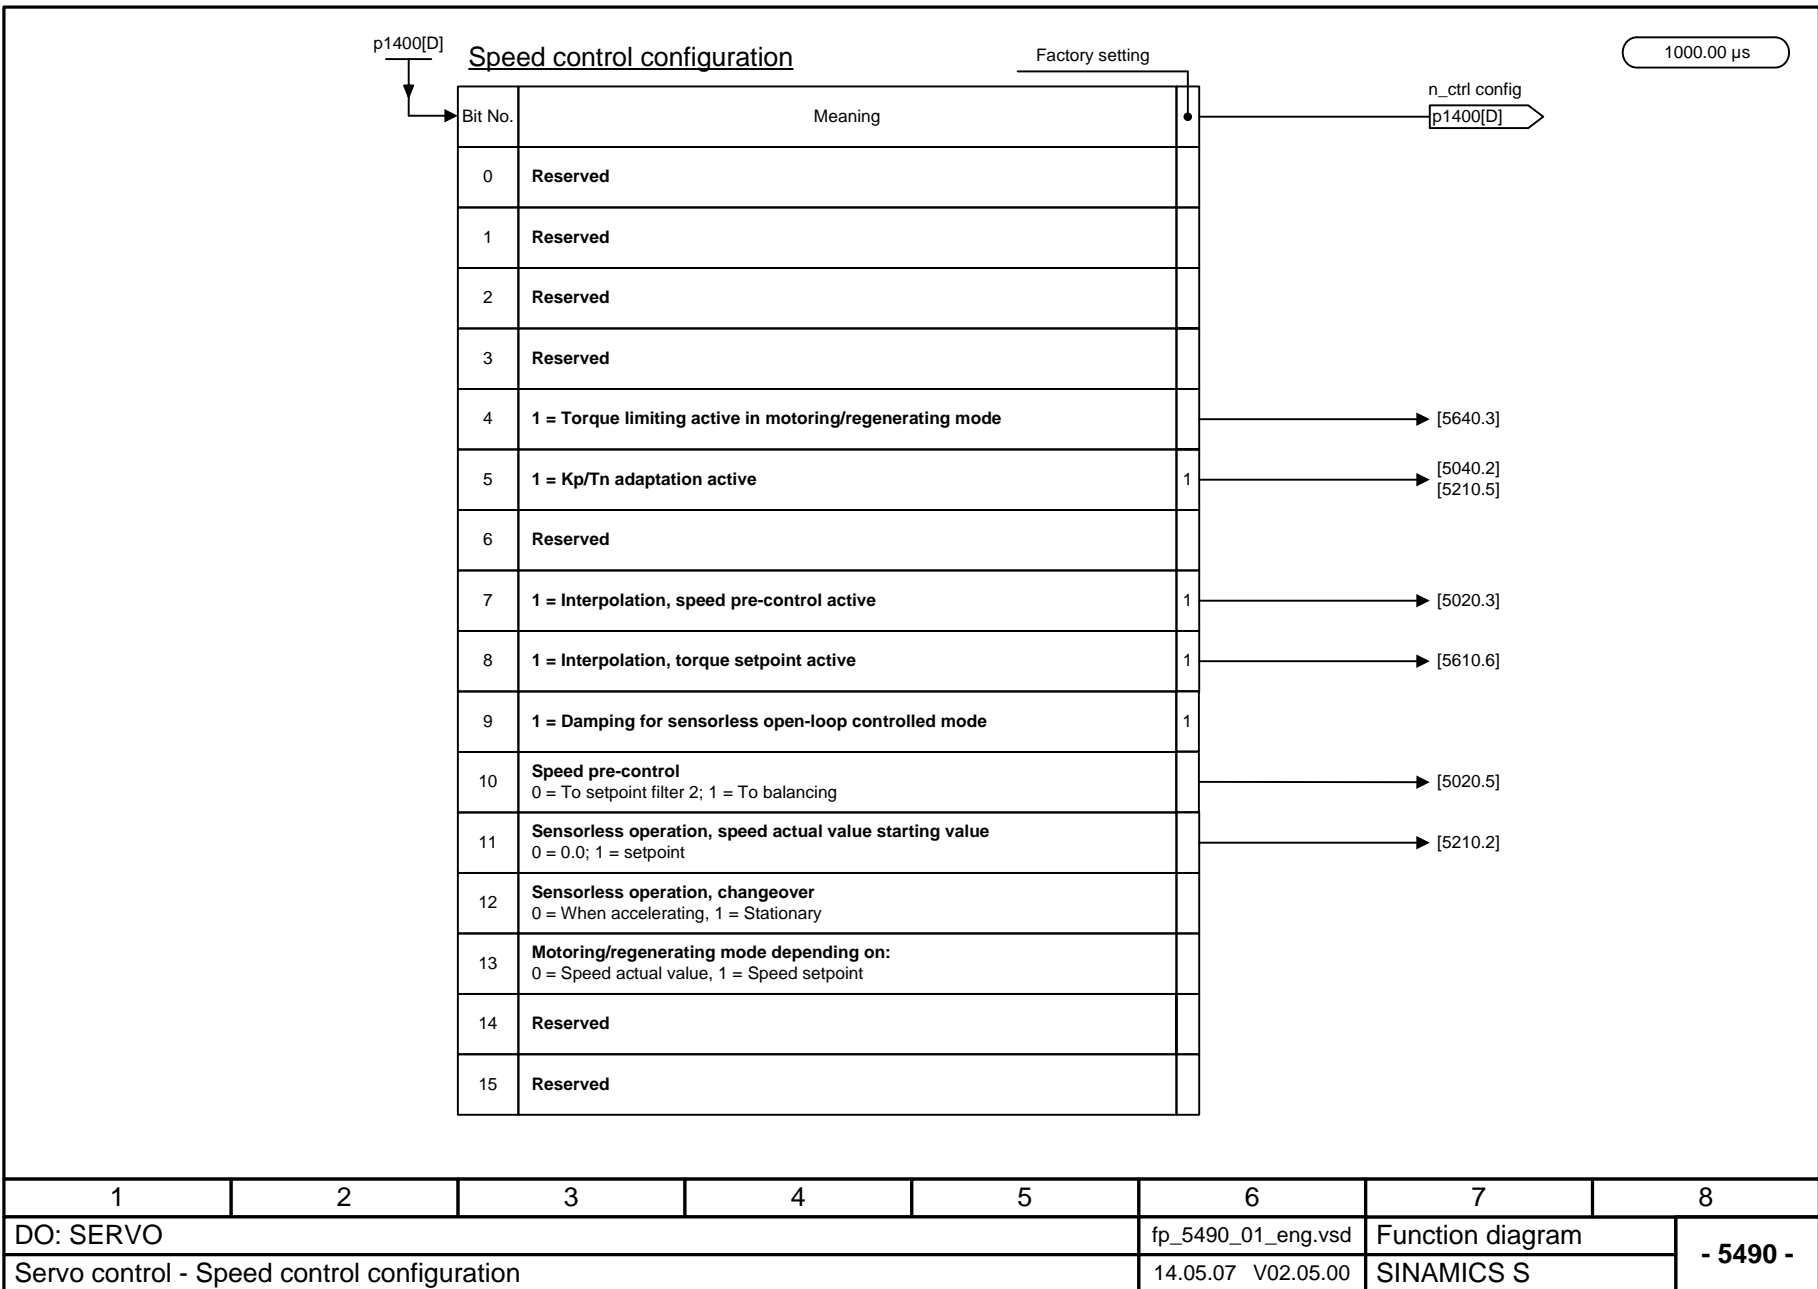 p1400[D]
Speed control configuration
Factory setting
1000.00 µs
n_ctrl config
p1400[D]
Bit No. Meaning
0 Reserved
1 Reserved
2 Reserved
3 Reserved
4 1 = Torque limiting active in motoring/regenerating mode [5640.3]
5 1 = Kp/Tn adaptation active 1 [5040.2]
[5210.5]
6 Reserved
7 1 = Interpolation, speed pre-control active 1 [5020.3]
8 1 = Interpolation, torque setpoint active 1 [5610.6]
9 1 = Damping for sensorless open-loop controlled mode 1
10 Speed pre-control
0 = To setpoint filter 2; 1 = To balancing [5020.5]
11 Sensorless operation, speed actual value starting value
0 = 0.0; 1 = setpoint [5210.2]
12 Sensorless operation, changeover
0 = When accelerating, 1 = Stationary
13 Motoring/regenerating mode depending on:
0 = Speed actual value, 1 = Speed setpoint
14 Reserved
15 Reserved
1 2 3 4 5 6 7 8
DO: SERVO fp_5490_01_eng.vsd Function diagram
- 5490 -
Servo control - Speed control configuration 14.05.07 V02.05.00 SINAMICS S